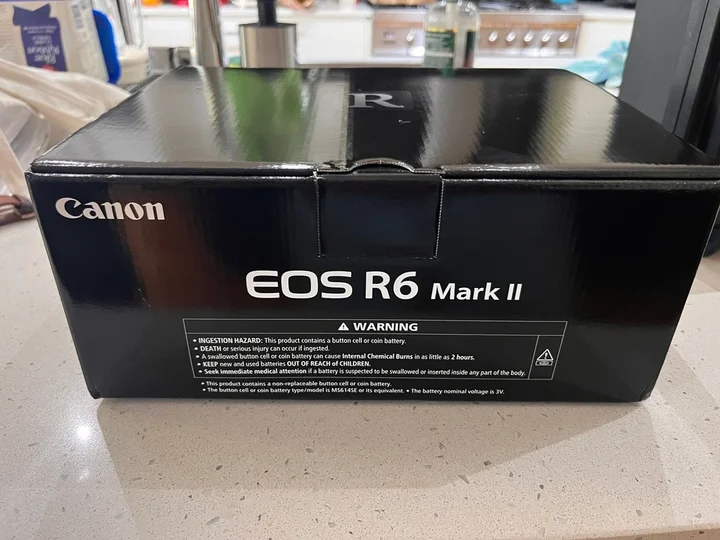 Blue
Ribbon
R
Canon
EOS R6 Mark II
⚠ WARNING
• INGESTION HAZARD: This product contains a button cell or coin battery.
• DEATH or serious injury can occur if ingested.
• A swallowed button cell or coin battery can cause Internal Chemical Burns in as little as 2 hours.
• KEEP new and used batteries OUT OF REACH of CHILDREN.
• Seek immediate medical attention if a battery is suspected to be swallowed or inserted inside any part of the body.
• This product contains a non-replaceable button cell or coin battery.
• The button cell or coin battery type/model is MS614SE or its equivalent. • The battery nominal voltage is 3V.